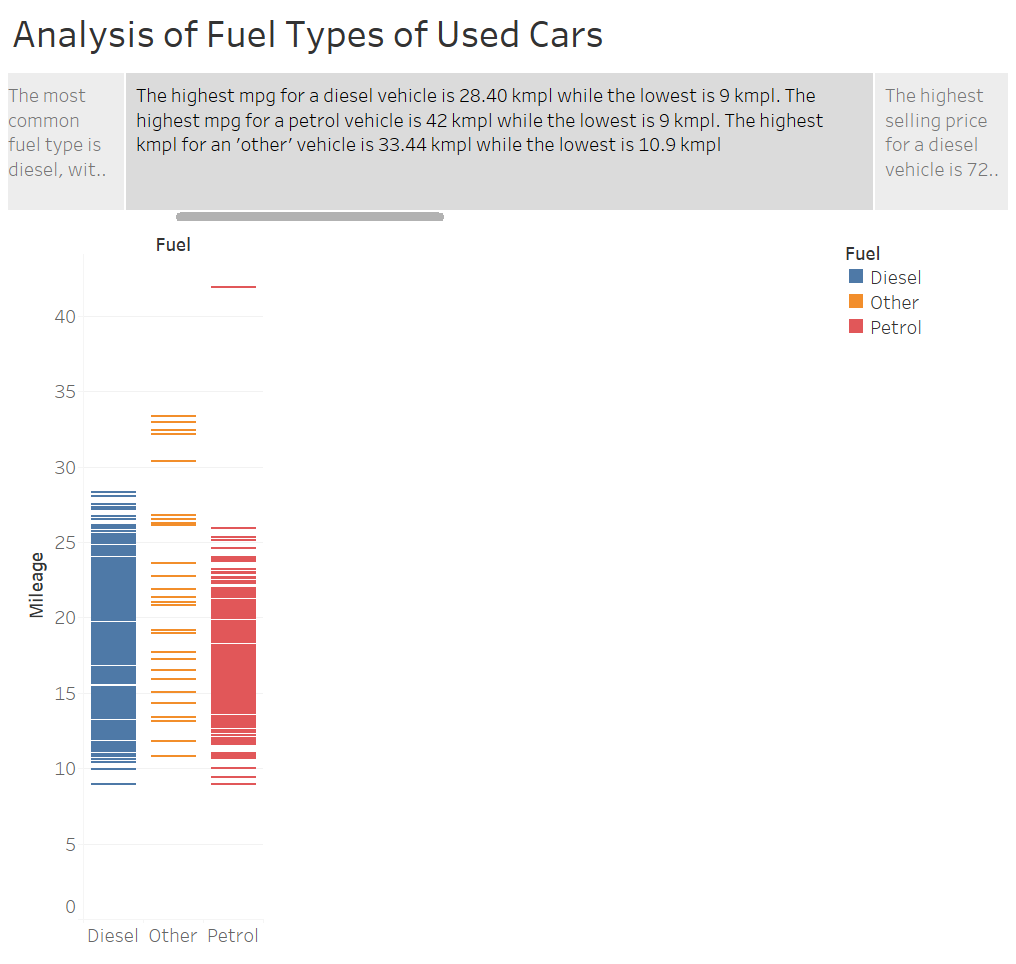 Analysis of Fuel Types of Used Cars
The most
common
fuel type is
diesel, wit..
The highest mpg for a diesel vehicle is 28.40 kmpl while the lowest is 9 kmpl. The
highest mpg for a petrol vehicle is 42 kmpl while the lowest is 9 kmpl. The highest
kmpl for an 'other' vehicle is 33.44 kmpl while the lowest is 10.9 kmpl
The highest
selling price
for a diesel
vehicle is 72..
Fuel
Fuel
Diesel
Other
Petrol
40
35
30
25
20
15
10
5
0
Mileage
Diesel Other Petrol